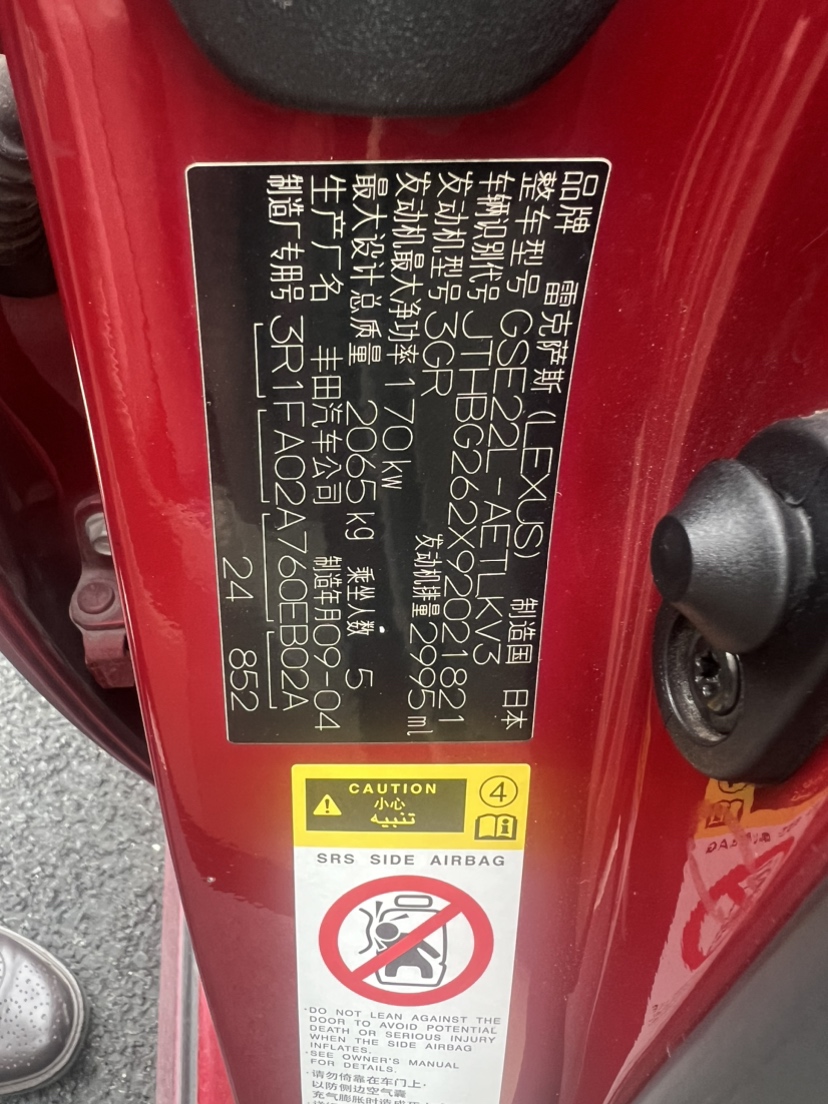 品牌 雷克萨斯 (LEXUS) 制造国 日本
整车型号 GSE22L-AETLKV3
车辆识别代号 JTHBG262X92021821
发动机型号 3GR 发动机排量 2995ml
发动机最大净功率 170kw
最大设计总质量 2065kg 乘坐人数 5
生产厂名 丰田汽车公司 制造年月 09-04
制造厂专用号 3R1FA02A760EB02A
24 852
CAUTION
小心
تنبيه
4
SRS SIDE AIRBAG
·DO NOT LEAN AGAINST THE
DOOR TO AVOID POTENTIAL
DEATH OR SERIOUS INJURY
WHEN THE SIDE AIRBAG
INFLATES.
·SEE OWNER'S MANUAL
FOR DETAILS.
·请勿倚靠在车门上,
以防侧边空气囊